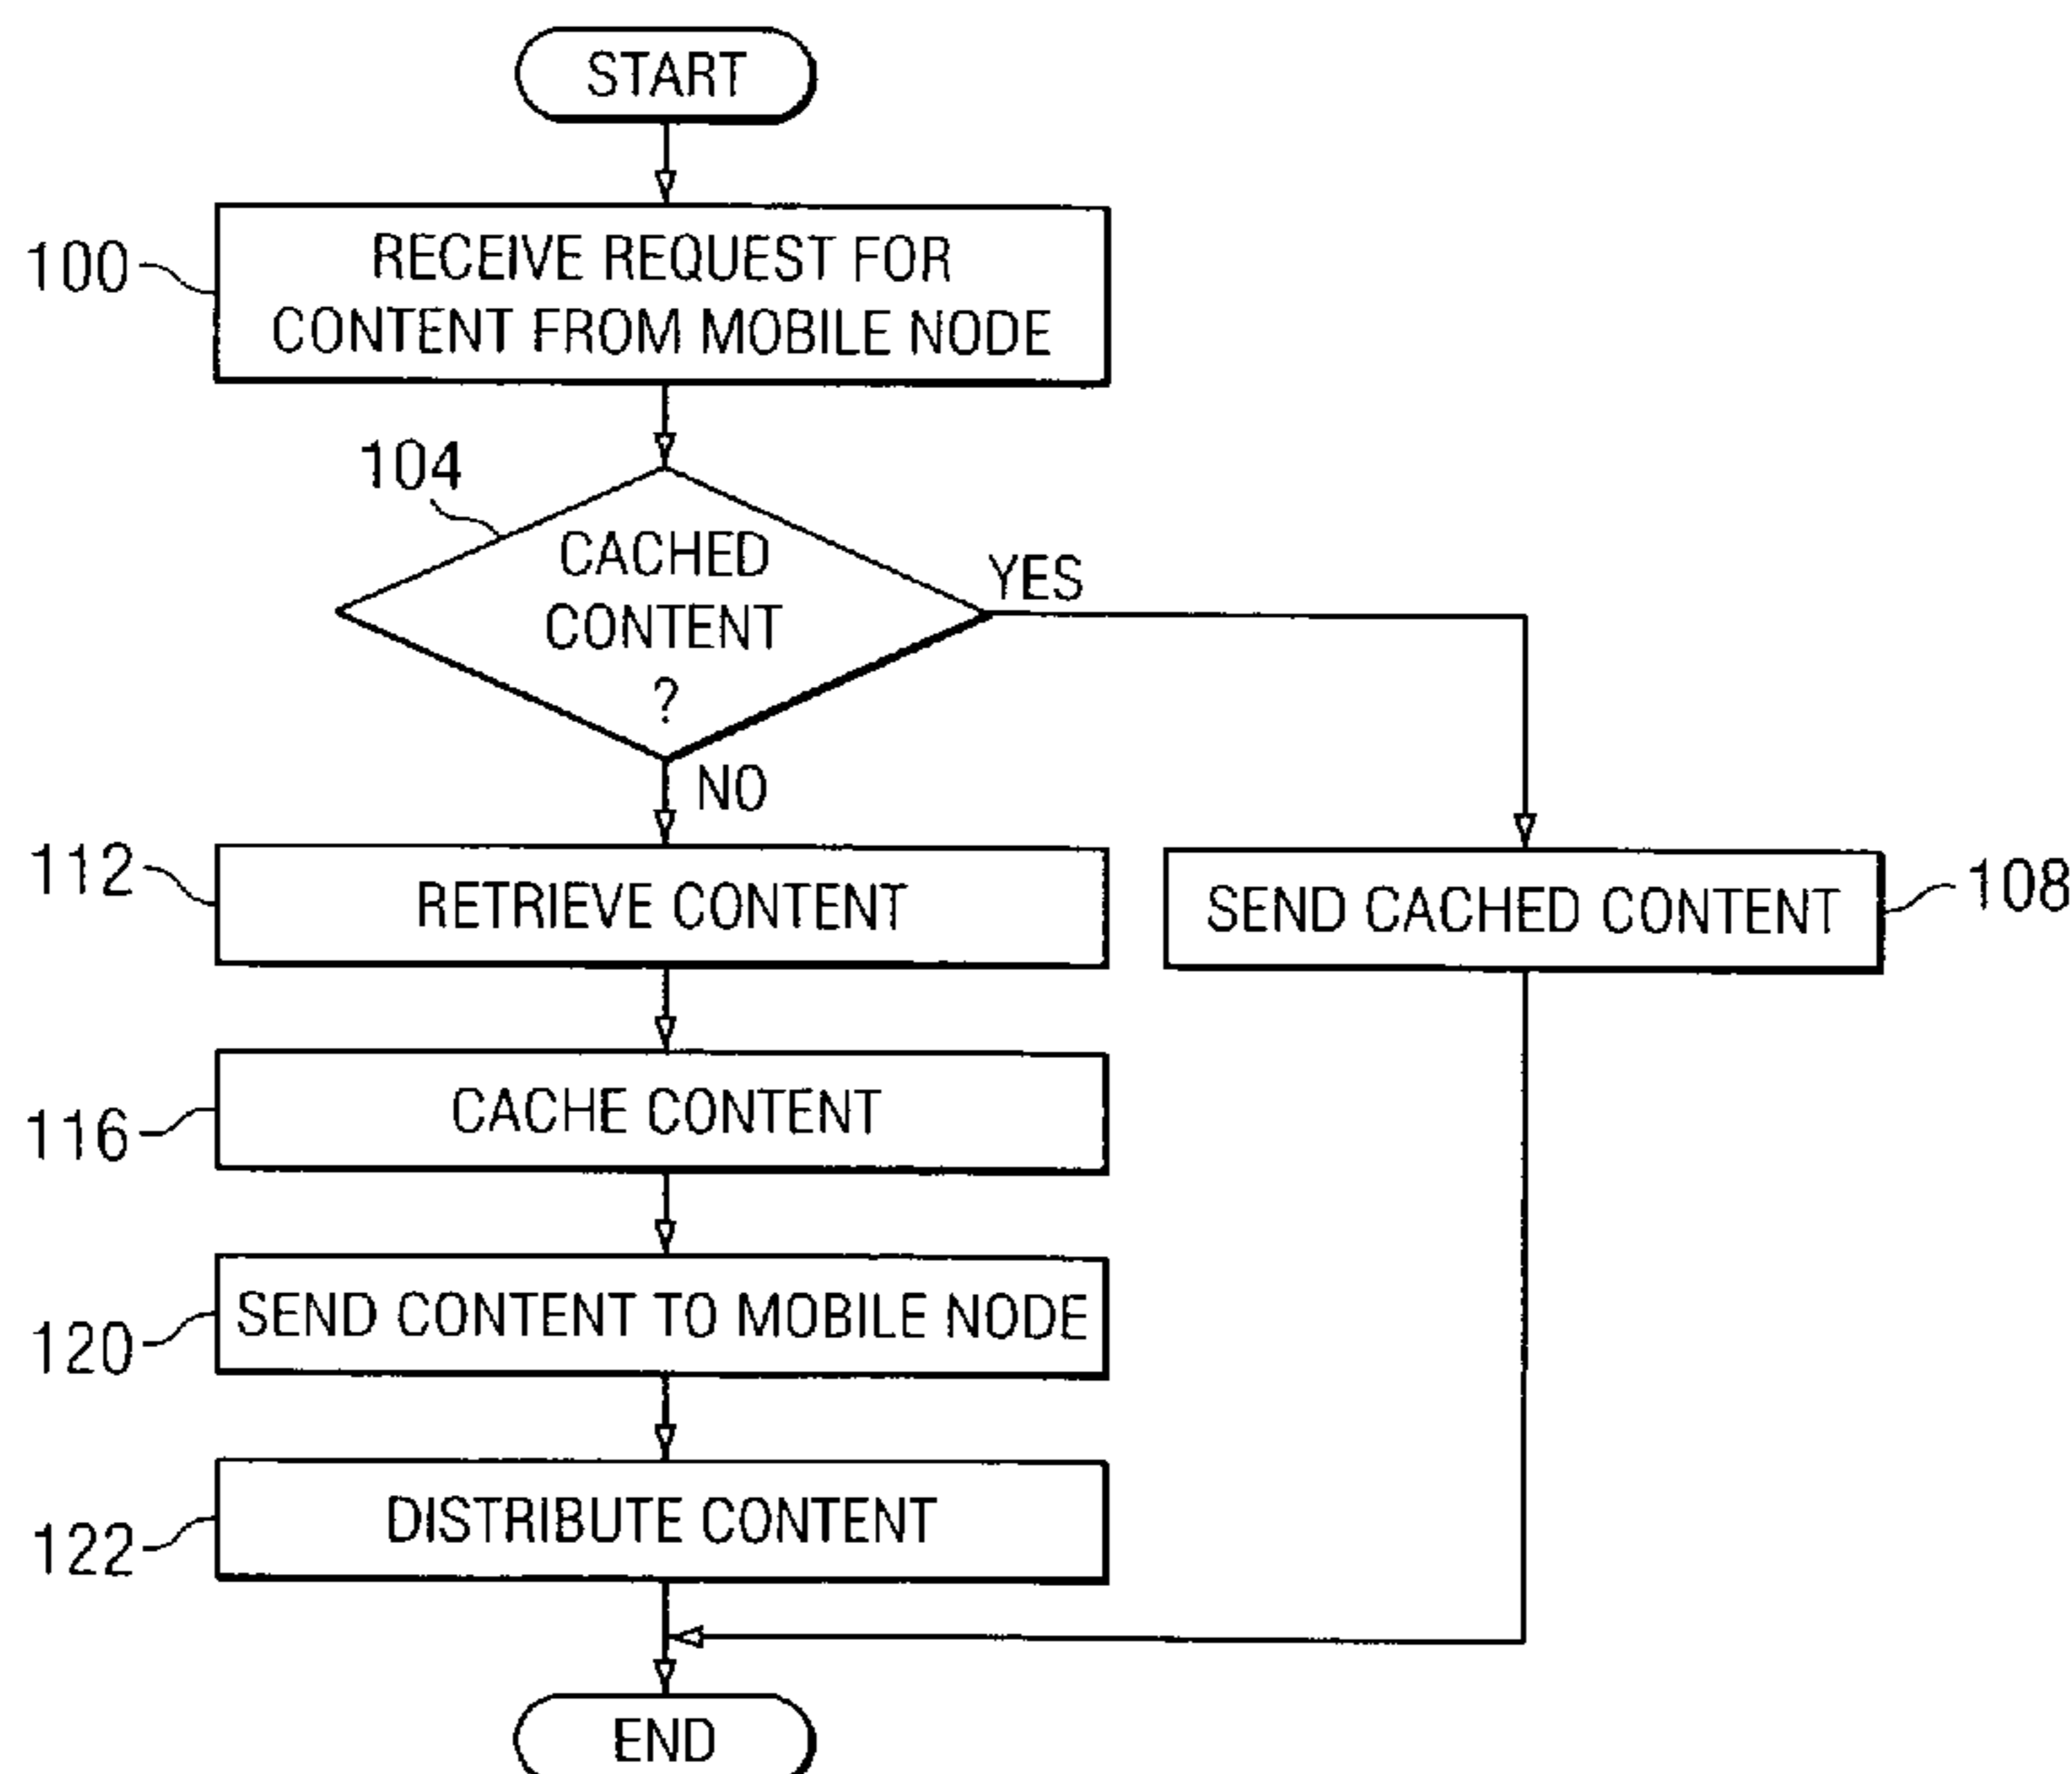 START
100
RECEIVE REQUEST FOR
CONTENT FROM MOBILE NODE
104
CACHED
CONTENT
?
YES
NO
112
RETRIEVE CONTENT
SEND CACHED CONTENT
108
116
CACHE CONTENT
120
SEND CONTENT TO MOBILE NODE
122
DISTRIBUTE CONTENT
END